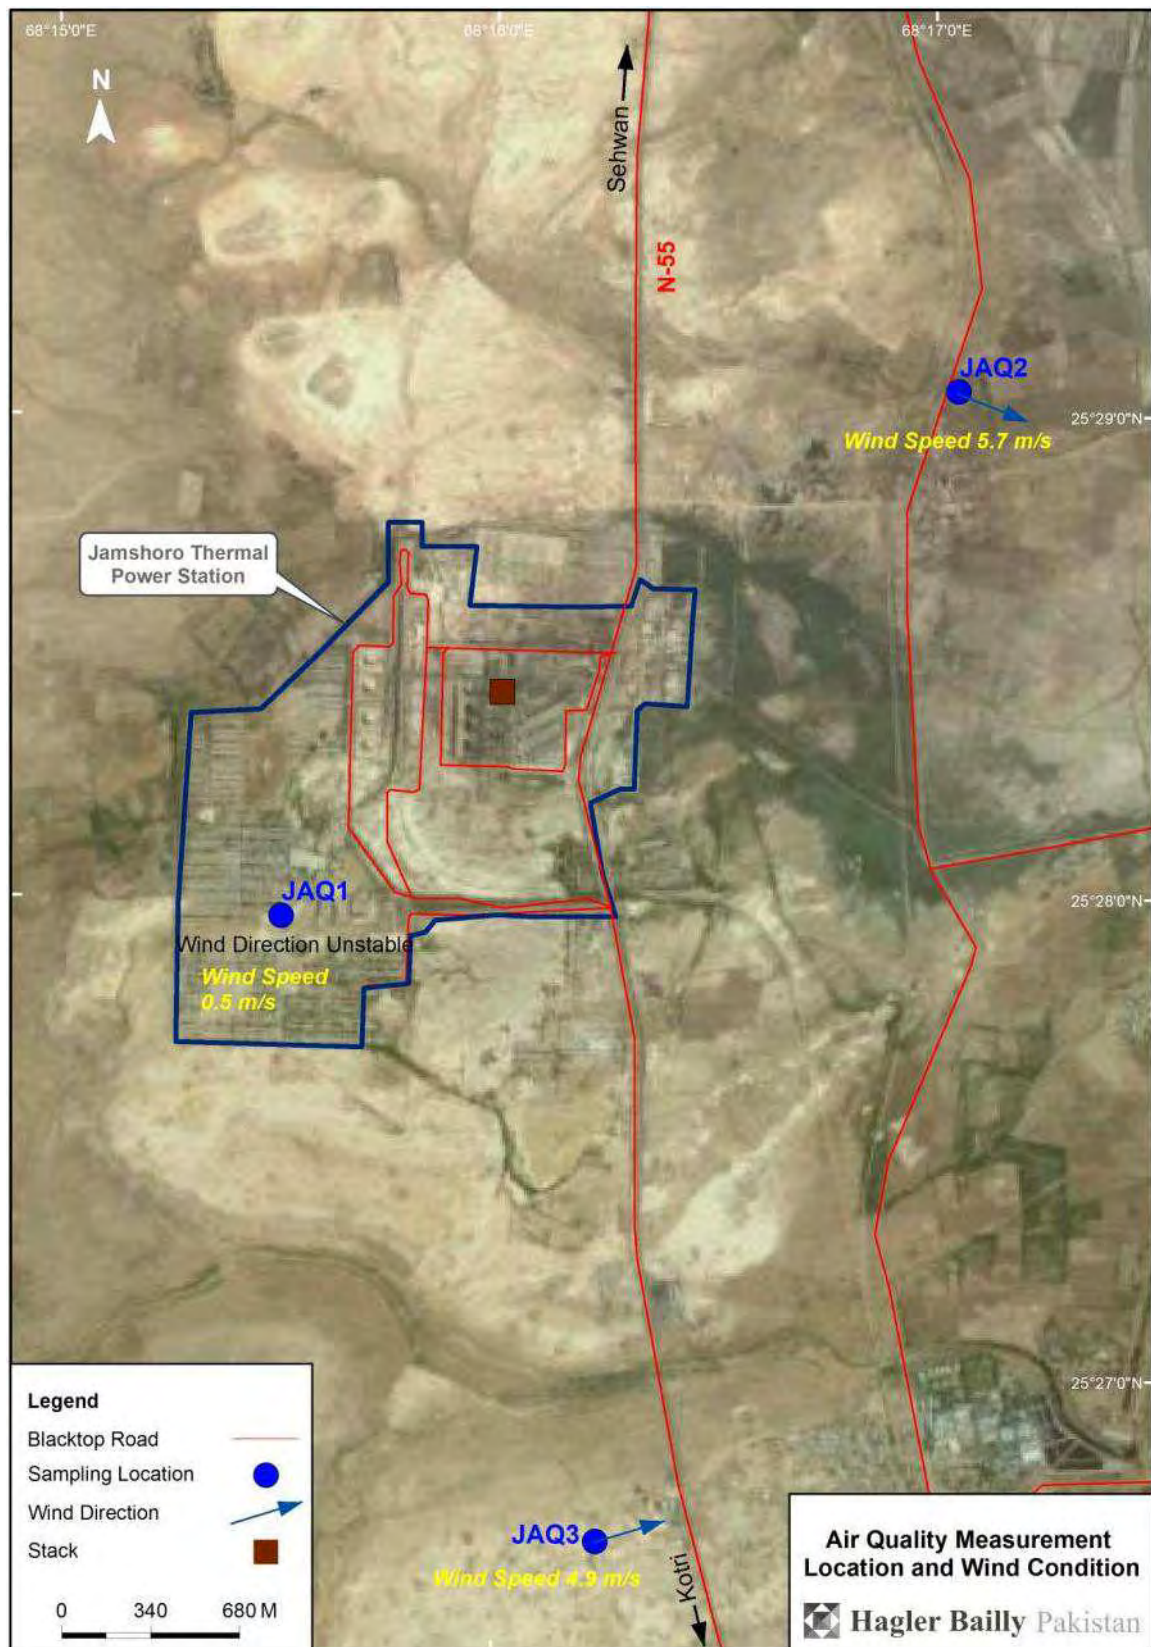 68°15'0"E
68°16'0"E
68°17'0"E
N
Sehwan
N-55
JAQ2
25°29'0"N
Wind Speed 5.7 m/s
Jamshoro Thermal
Power Station
JAQ1
25°28'0"N
Wind Direction Unstable
Wind Speed
0.5 m/s
25°27'0"N
Legend
Blacktop Road
Sampling Location
Wind Direction
Stack
0 340 680 M
JAQ3
Wind Speed 4.9 m/s
Kotri
Air Quality Measurement
Location and Wind Condition
Hagler Bailly Pakistan